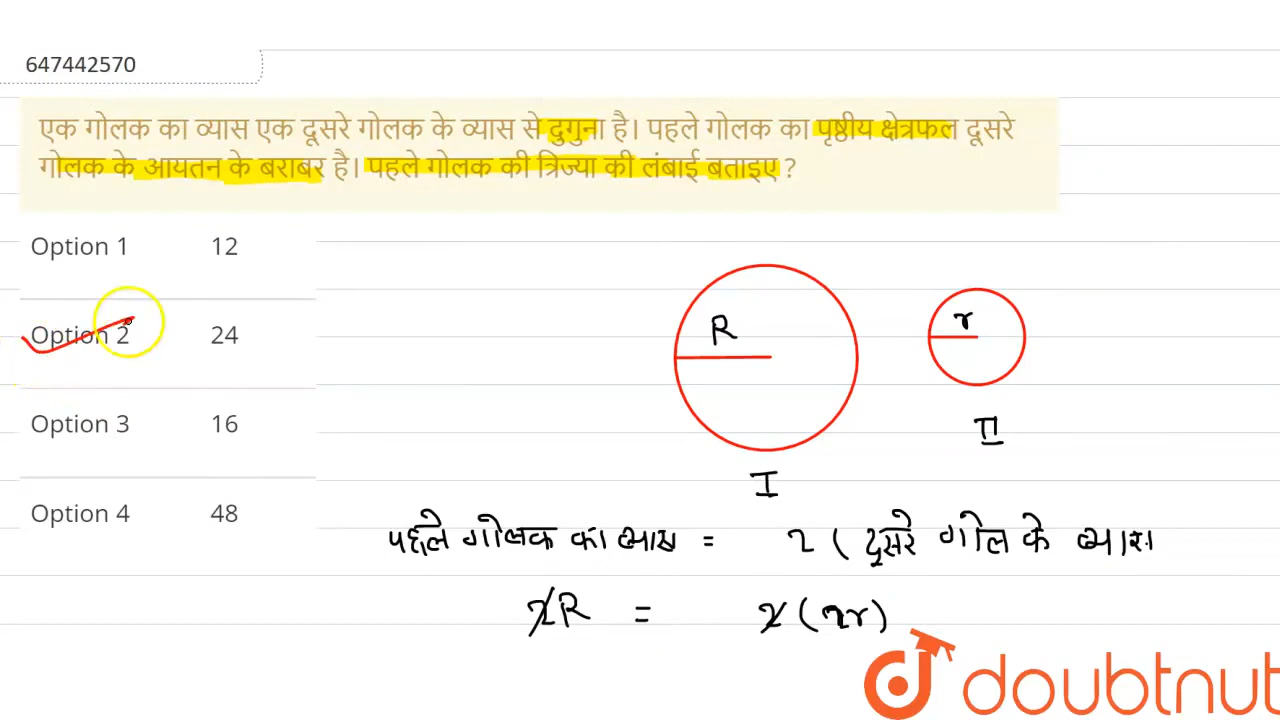 647442570
एक गोलक का व्यास एक दूसरे गोलक के व्यास से दुगुना है। पहले गोलक का पृष्ठीय क्षेत्रफल दूसरे
गोलक के आयतन के बराबर है। पहले गोलक की त्रिज्या की लंबाई बताइए ?
Option 1 12
Option 2 24
Option 3 16
Option 4 48
R
r
II
I
पहले गोलक का व्यास = 2 ( दूसरे गोल के व्यास
2R = 2 (2r)
doubtnut